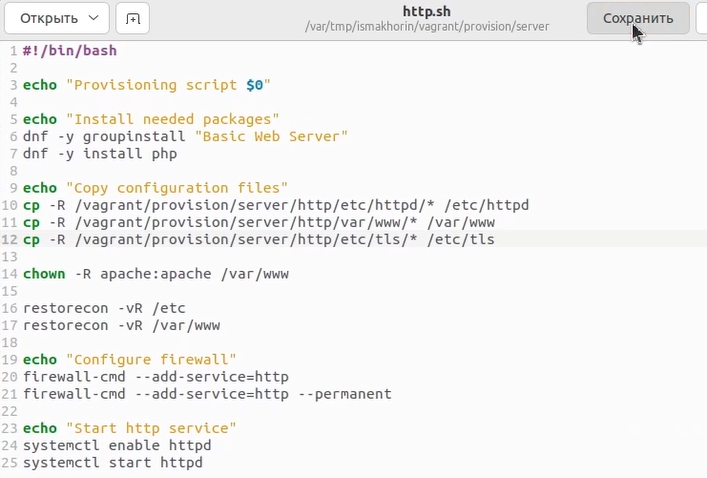 Открыть
http.sh
/var/tmp/ismakhorin/vagrant/provision/server
Сохранить
1 #!/bin/bash
2
3 echo "Provisioning script $0"
4
5 echo "Install needed packages"
6 dnf -y groupinstall "Basic Web Server"
7 dnf -y install php
8
9 echo "Copy configuration files"
10 cp -R /vagrant/provision/server/http/etc/httpd/* /etc/httpd
11 cp -R /vagrant/provision/server/http/var/www/* /var/www
12 cp -R /vagrant/provision/server/http/etc/tls/* /etc/tls
13
14 chown -R apache:apache /var/www
15
16 restorecon -vR /etc
17 restorecon -vR /var/www
18
19 echo "Configure firewall"
20 firewall-cmd --add-service=http
21 firewall-cmd --add-service=http --permanent
22
23 echo "Start http service"
24 systemctl enable httpd
25 systemctl start httpd